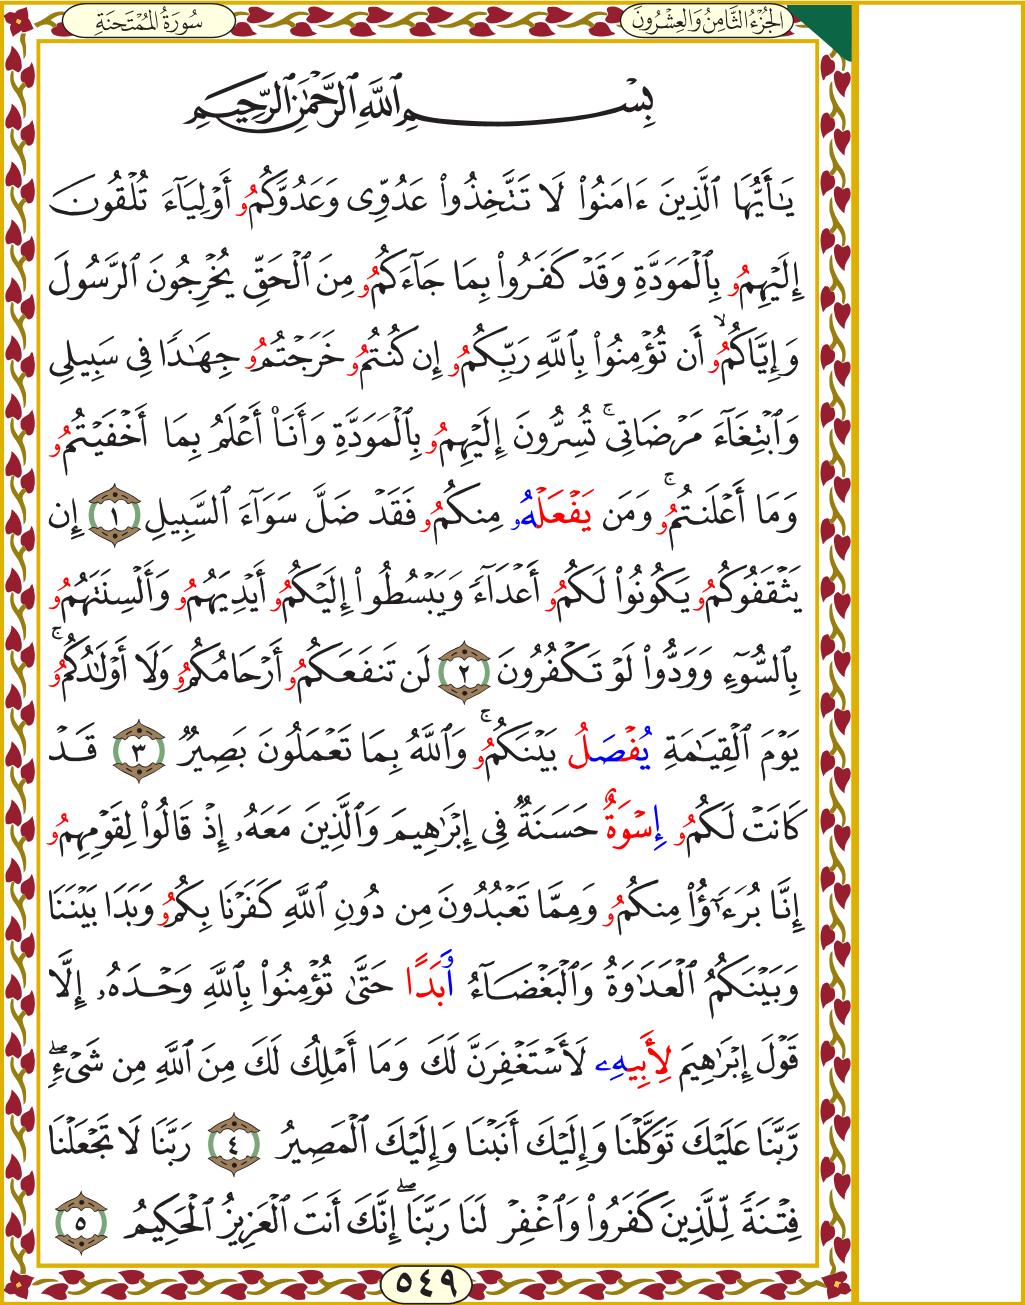 سُورَةُ المُمْتَحَنَةِ
الجُزْءُ الثَّامِنُ وَالعِشْرُونَ
بِسْمِ ٱللَّهِ ٱلرَّحْمَٰنِ ٱلرَّحِيمِ
يَٰٓأَيُّهَا ٱلَّذِينَ ءَامَنُوا۟ لَا تَتَّخِذُوا۟ عَدُوِّى وَعَدُوَّكُمُۥ أَوْلِيَآءَ تُلْقُونَ
إِلَيْهِمُۥ بِٱلْمَوَدَّةِ وَقَدْ كَفَرُوا۟ بِمَا جَآءَكُمُۥ مِنَ ٱلْحَقِّ يُخْرِجُونَ ٱلرَّسُولَ
وَإِيَّاكُمُۥۙ أَن تُؤْمِنُوا۟ بِٱللَّهِ رَبِّكُمُۥ إِن كُنتُمُۥ خَرَجْتُمُۥ جِهَٰدًا فِى سَبِيلِى
وَٱبْتِغَآءَ مَرْضَاتِىۚ تُسِرُّونَ إِلَيْهِمُۥ بِٱلْمَوَدَّةِ وَأَنَا۠ أَعْلَمُ بِمَا أَخْفَيْتُمُۥ
وَمَا أَعْلَنتُمُۥۚ وَمَن يَفْعَلْهُۥ مِنكُمُۥ فَقَدْ ضَلَّ سَوَآءَ ٱلسَّبِيلِ ١ إِن
يَثْقَفُوكُمُۥ يَكُونُوا۟ لَكُمُۥ أَعْدَآءً وَيَبْسُطُوا۟ إِلَيْكُمُۥ أَيْدِيَهُمُۥ وَأَلْسِنَتَهُمُۥ
بِٱلسُّوٓءِ وَوَدُّوا۟ لَوْ تَكْفُرُونَ ٢ لَن تَنفَعَكُمُۥ أَرْحَامُكُمُۥ وَلَا أَوْلَٰدُكُمُۥۚ
يَوْمَ ٱلْقِيَٰمَةِ يُفْصَلُ بَيْنَكُمُۥۚ وَٱللَّهُ بِمَا تَعْمَلُونَ بَصِيرٌ ٣ قَدْ
كَانَتْ لَكُمُۥ إِسْوَةٌ حَسَنَةٌ فِى إِبْرَٰهِيمَ وَٱلَّذِينَ مَعَهُۥ إِذْ قَالُوا۟ لِقَوْمِهِمُۥ
إِنَّا بُرَءَٰٓؤُا۟ مِنكُمُۥ وَمِمَّا تَعْبُدُونَ مِن دُونِ ٱللَّهِ كَفَرْنَا بِكُمُۥ وَبَدَا بَيْنَنَا
وَبَيْنَكُمُ ٱلْعَدَٰوَةُ وَٱلْبَغْضَآءُ أَبَدًا حَتَّىٰ تُؤْمِنُوا۟ بِٱللَّهِ وَحْدَهُۥ إِلَّا
قَوْلَ إِبْرَٰهِيمَ لِأَبِيهِۦ لَأَسْتَغْفِرَنَّ لَكَ وَمَا أَمْلِكُ لَكَ مِنَ ٱللَّهِ مِن شَىْءٍۖ
رَّبَّنَا عَلَيْكَ تَوَكَّلْنَا وَإِلَيْكَ أَنَبْنَا وَإِلَيْكَ ٱلْمَصِيرُ ٤ رَبَّنَا لَا تَجْعَلْنَا
فِتْنَةً لِّلَّذِينَ كَفَرُوا۟ وَٱغْفِرْ لَنَا رَبَّنَاۖ إِنَّكَ أَنتَ ٱلْعَزِيزُ ٱلْحَكِيمُ ٥
٥٤٩